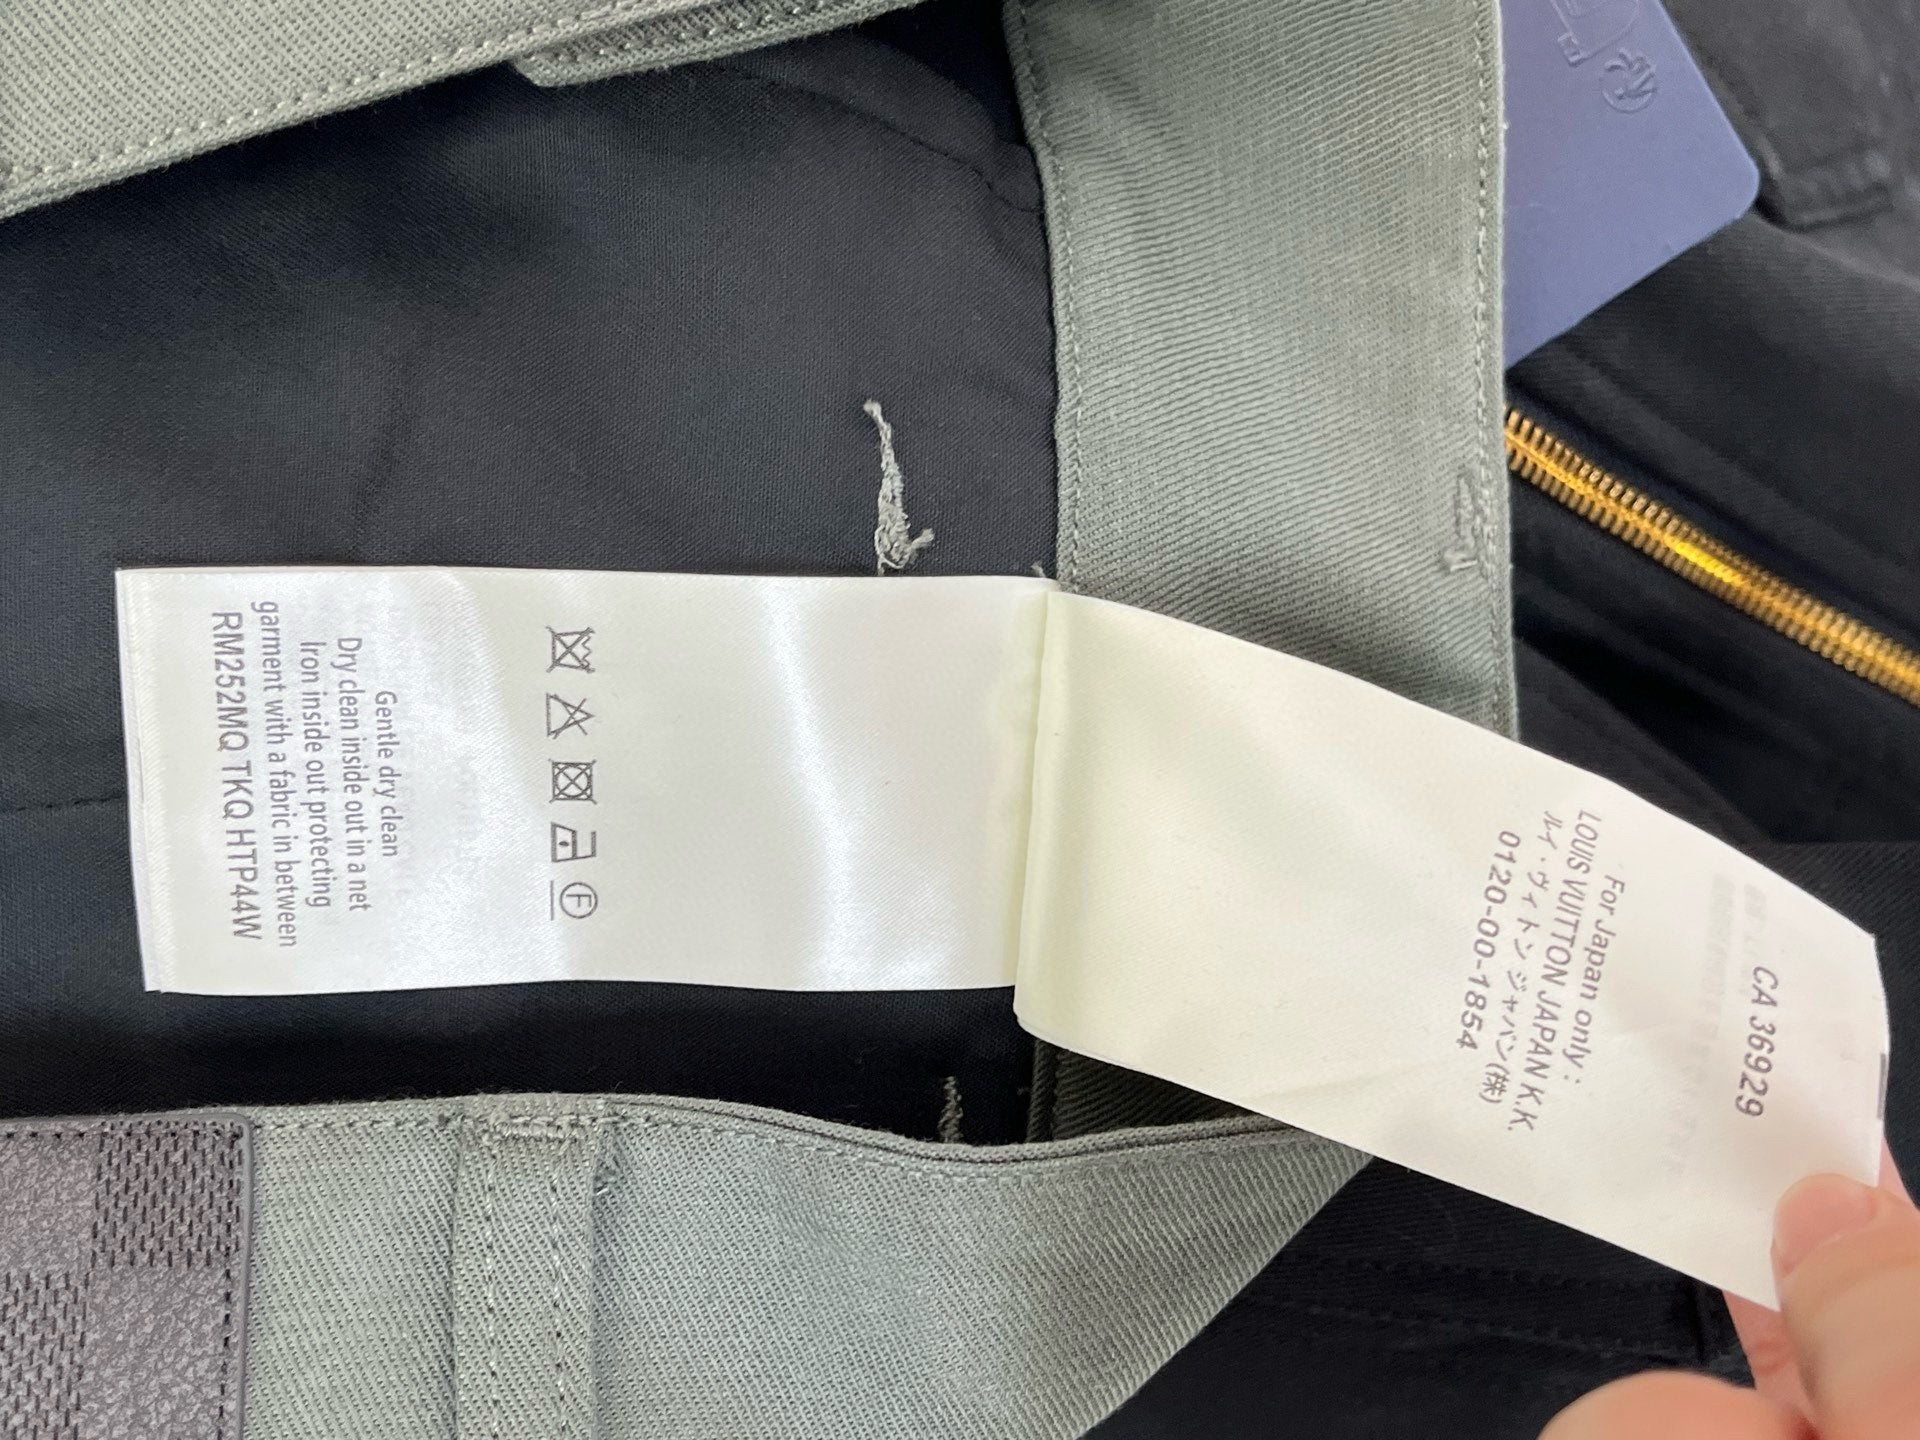 Gentle dry clean
Dry clean inside out in a net
Iron inside out protecting
garment with a fabric in between
RM252MQ TKQ HTP44W
F
CA 36929
For Japan only :
LOUIS VUITTON JAPAN K.K.
ルイ・ヴィトン ジャパン(株)
0120-00-1854